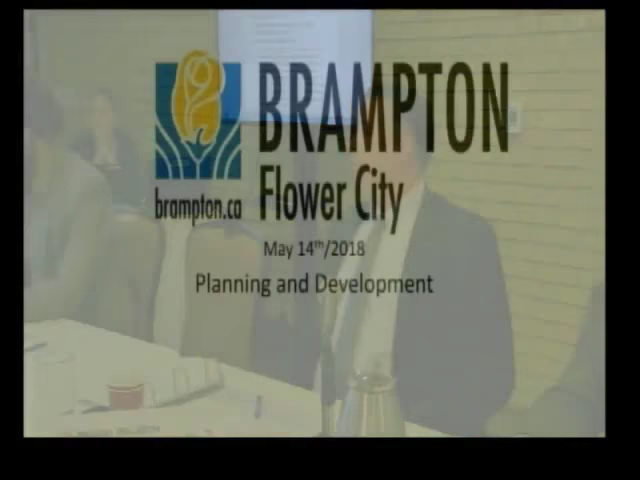 BRAMPTON
brampton.ca Flower City
May 14th/2018
Planning and Development